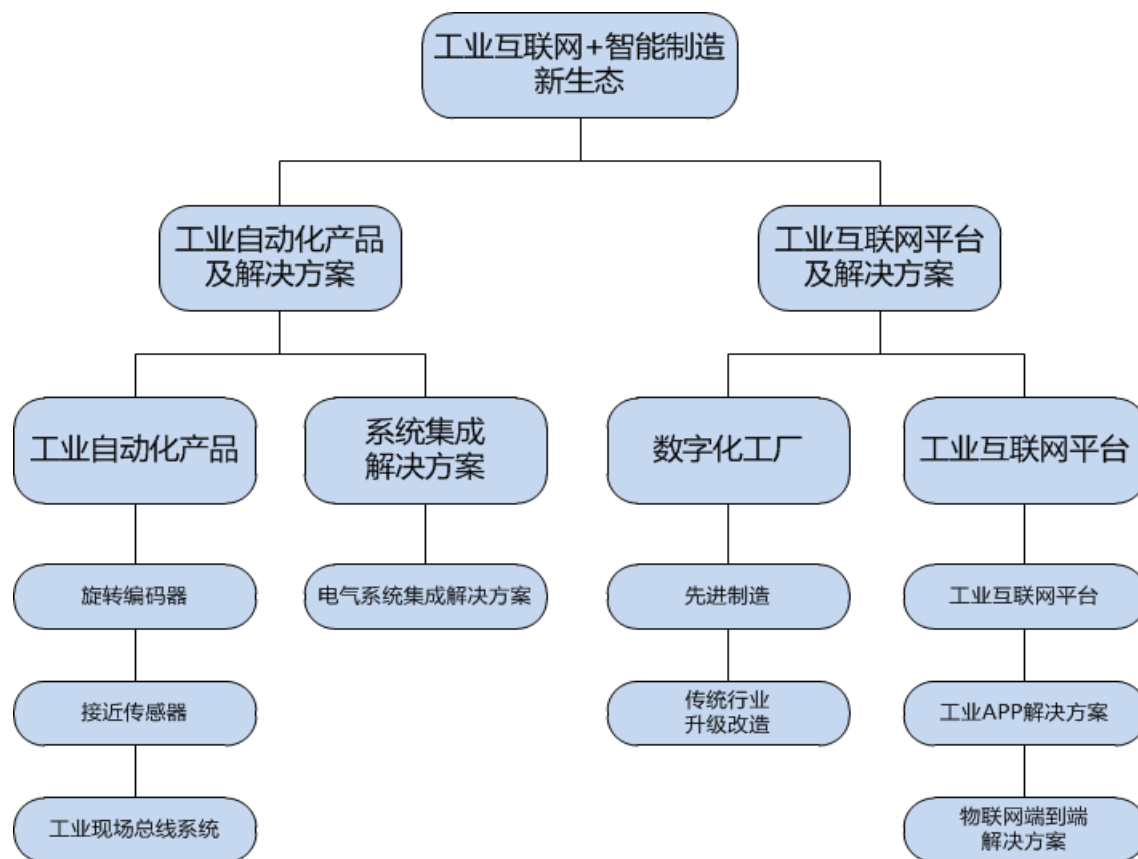 工业互联网+智能制造
新生态
工业自动化产品
及解决方案
工业互联网平台
及解决方案
工业自动化产品
系统集成
解决方案
数字化工厂
工业互联网平台
旋转编码器
电气系统集成解决方案
先进制造
工业互联网平台
接近传感器
传统行业
升级改造
工业APP解决方案
工业现场总线系统
物联网端到端
解决方案